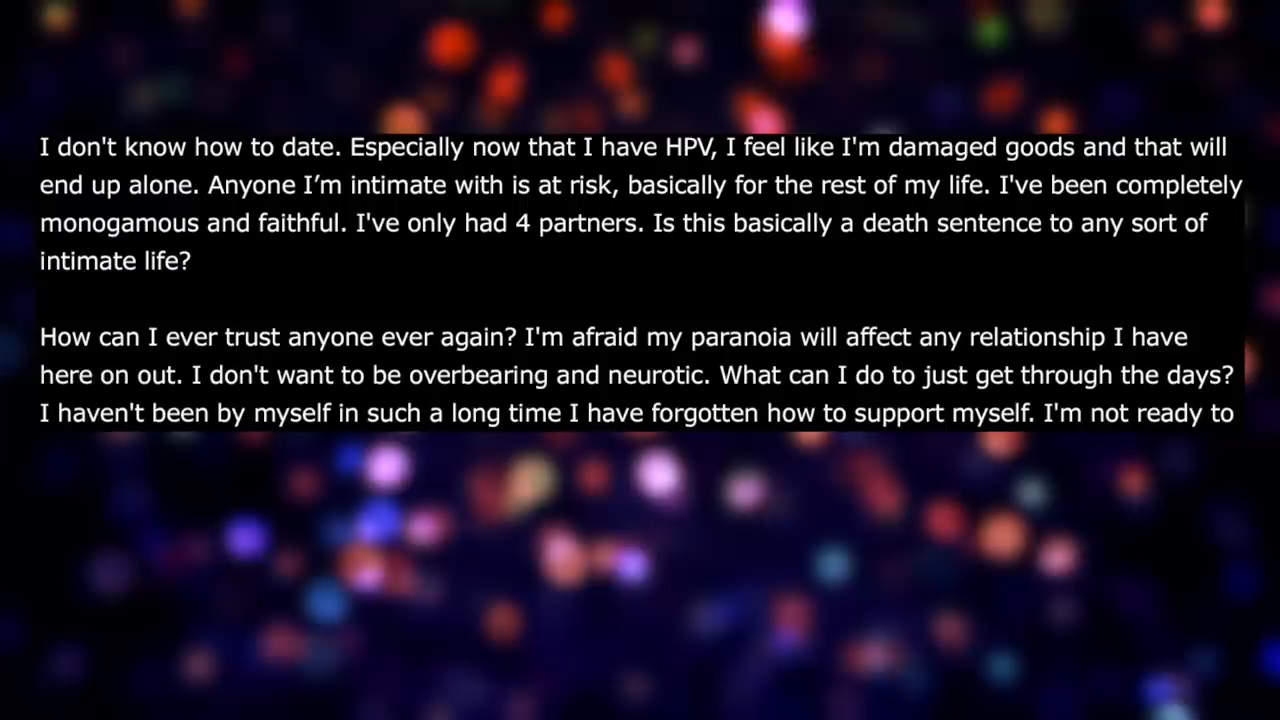 I don't know how to date. Especially now that I have HPV, I feel like I'm damaged goods and that will
end up alone. Anyone I’m intimate with is at risk, basically for the rest of my life. I've been completely
monogamous and faithful. I've only had 4 partners. Is this basically a death sentence to any sort of
intimate life?
How can I ever trust anyone ever again? I'm afraid my paranoia will affect any relationship I have
here on out. I don't want to be overbearing and neurotic. What can I do to just get through the days?
I haven't been by myself in such a long time I have forgotten how to support myself. I'm not ready to